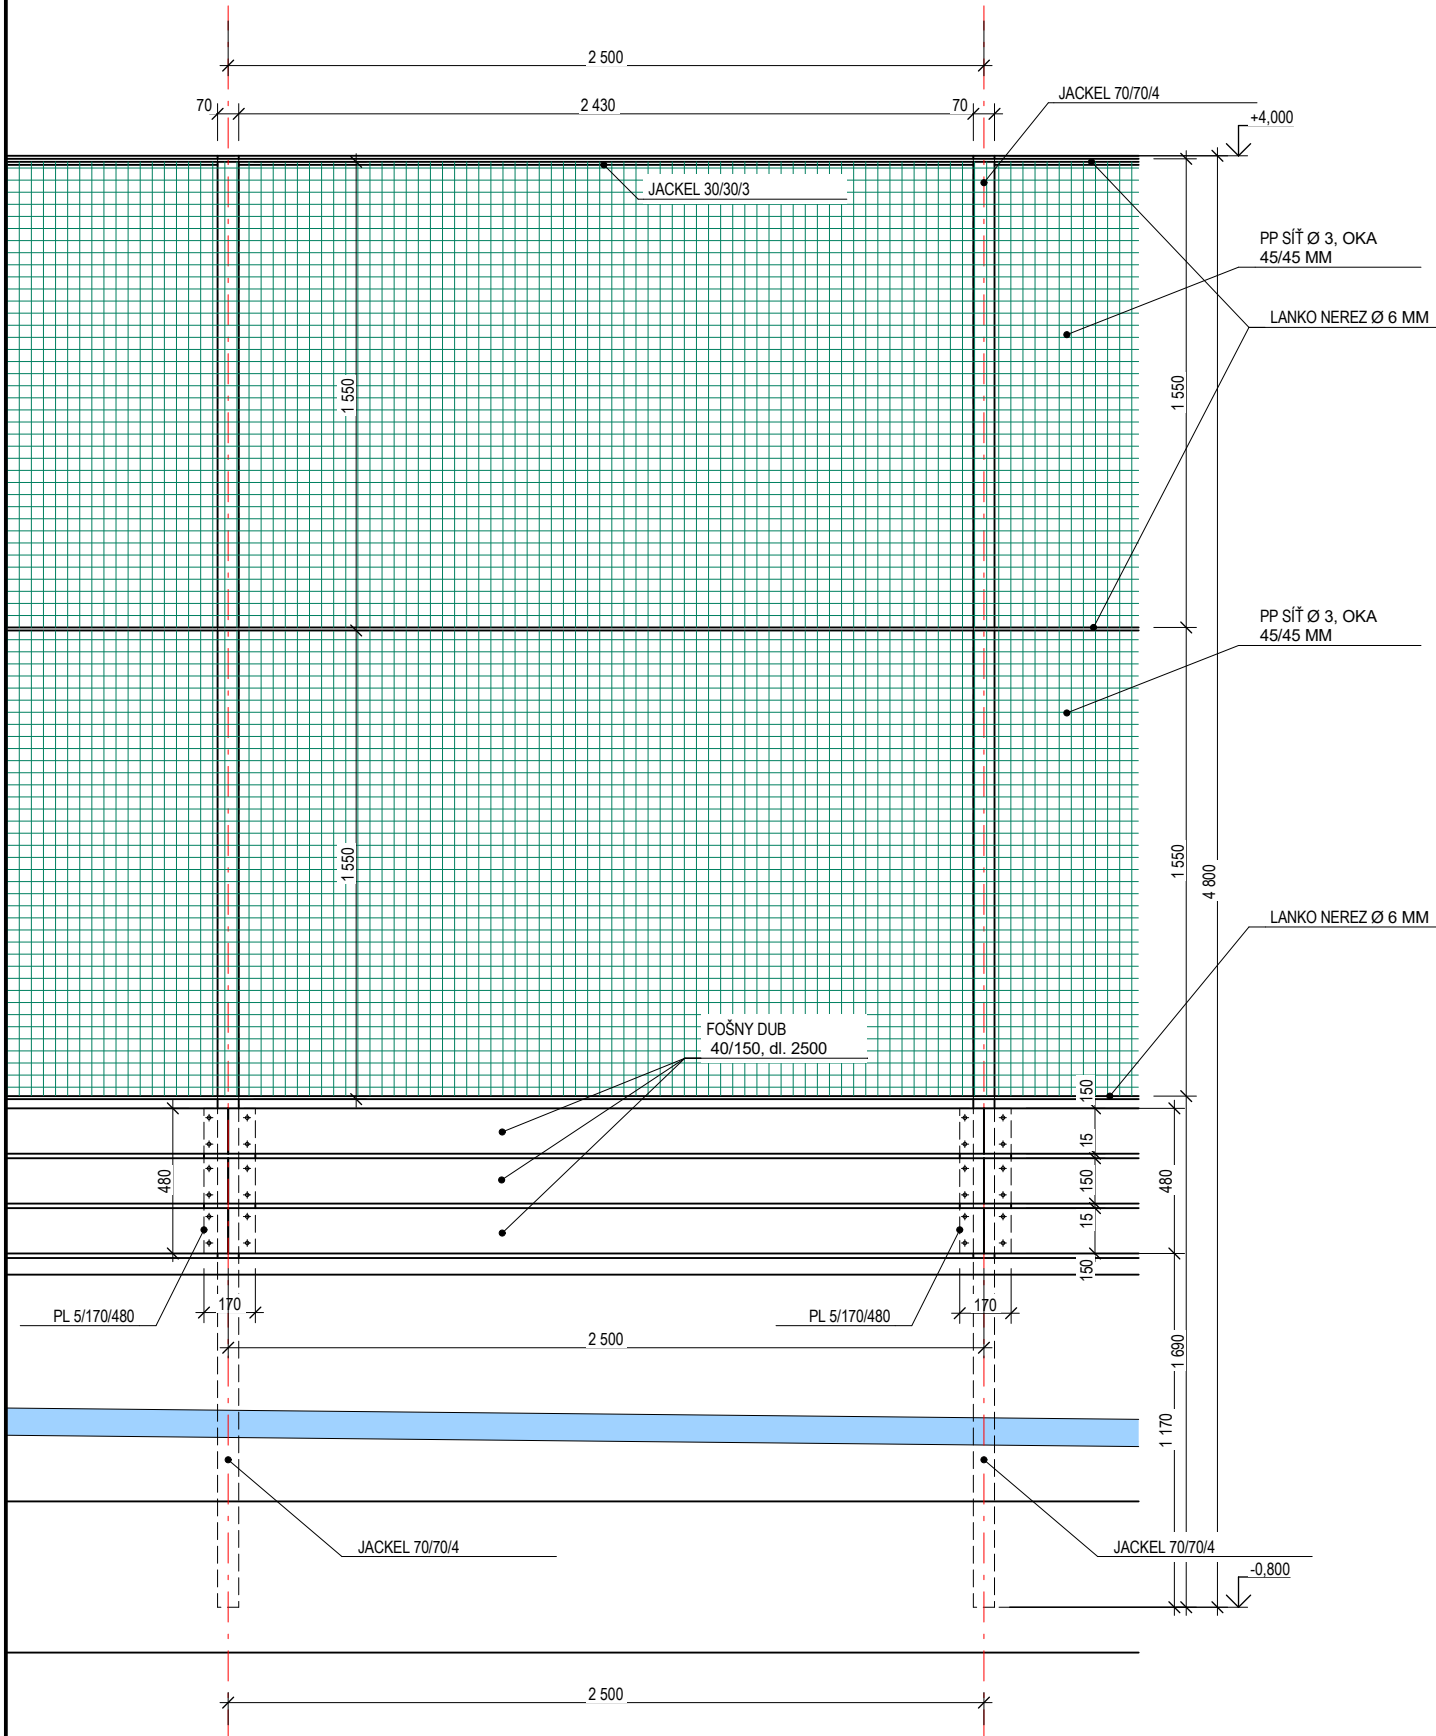 2 500
70
2 430
70
JACKEL 70/70/4
+4,000
JACKEL 30/30/3
PP SÍŤ Ø 3, OKA
45/45 MM
LANKO NEREZ Ø 6 MM
1 550
1 550
PP SÍŤ Ø 3, OKA
45/45 MM
1 550
1 550
4 800
LANKO NEREZ Ø 6 MM
FOŠNY DUB
40/150, dl. 2500
150
15
480
150
480
15
150
170
170
PL 5/170/480
PL 5/170/480
2 500
1 690
1 170
JACKEL 70/70/4
JACKEL 70/70/4
-0,800
2 500